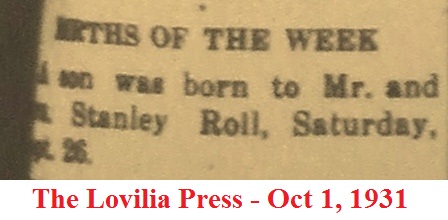 BIRTHS OF THE WEEK
A son was born to Mr. and
Stanley Roll, Saturday,
26.
The Lovilia Press - Oct 1, 1931